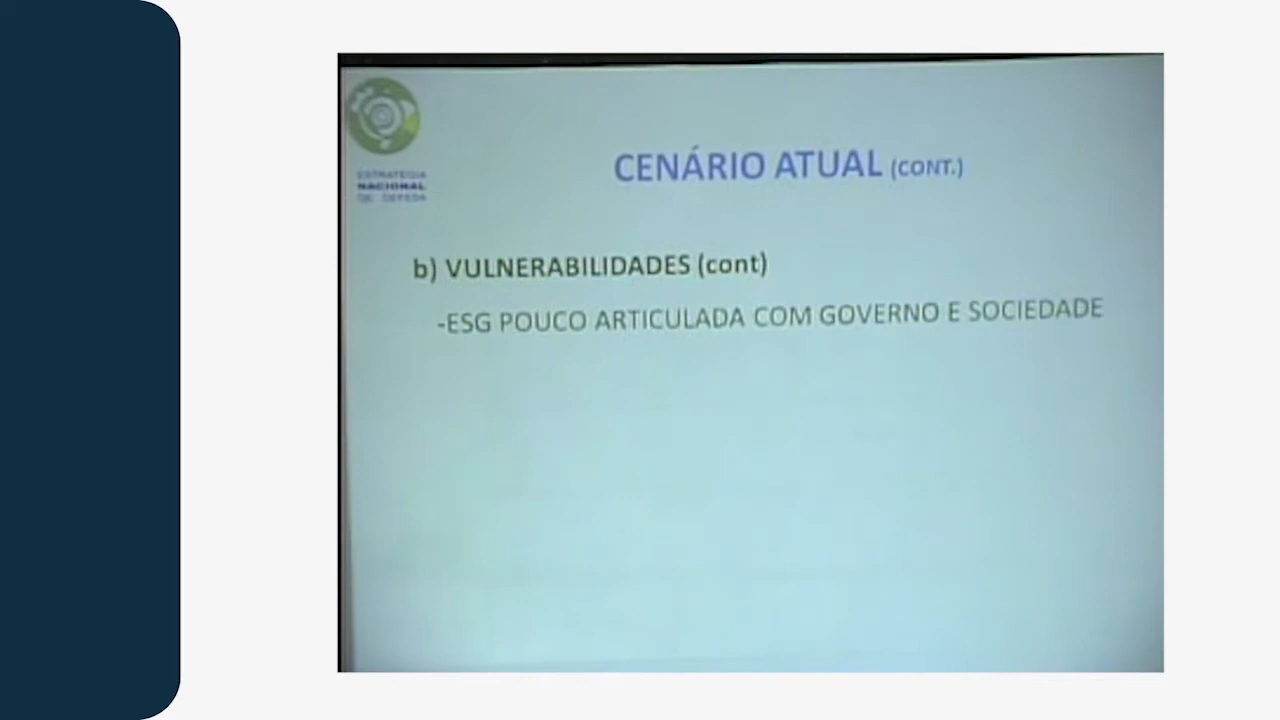 ESTRATÉGIA
NACIONAL
DE DEFESA
CENÁRIO ATUAL (CONT.)
b) VULNERABILIDADES (cont)
-ESG POUCO ARTICULADA COM GOVERNO E SOCIEDADE